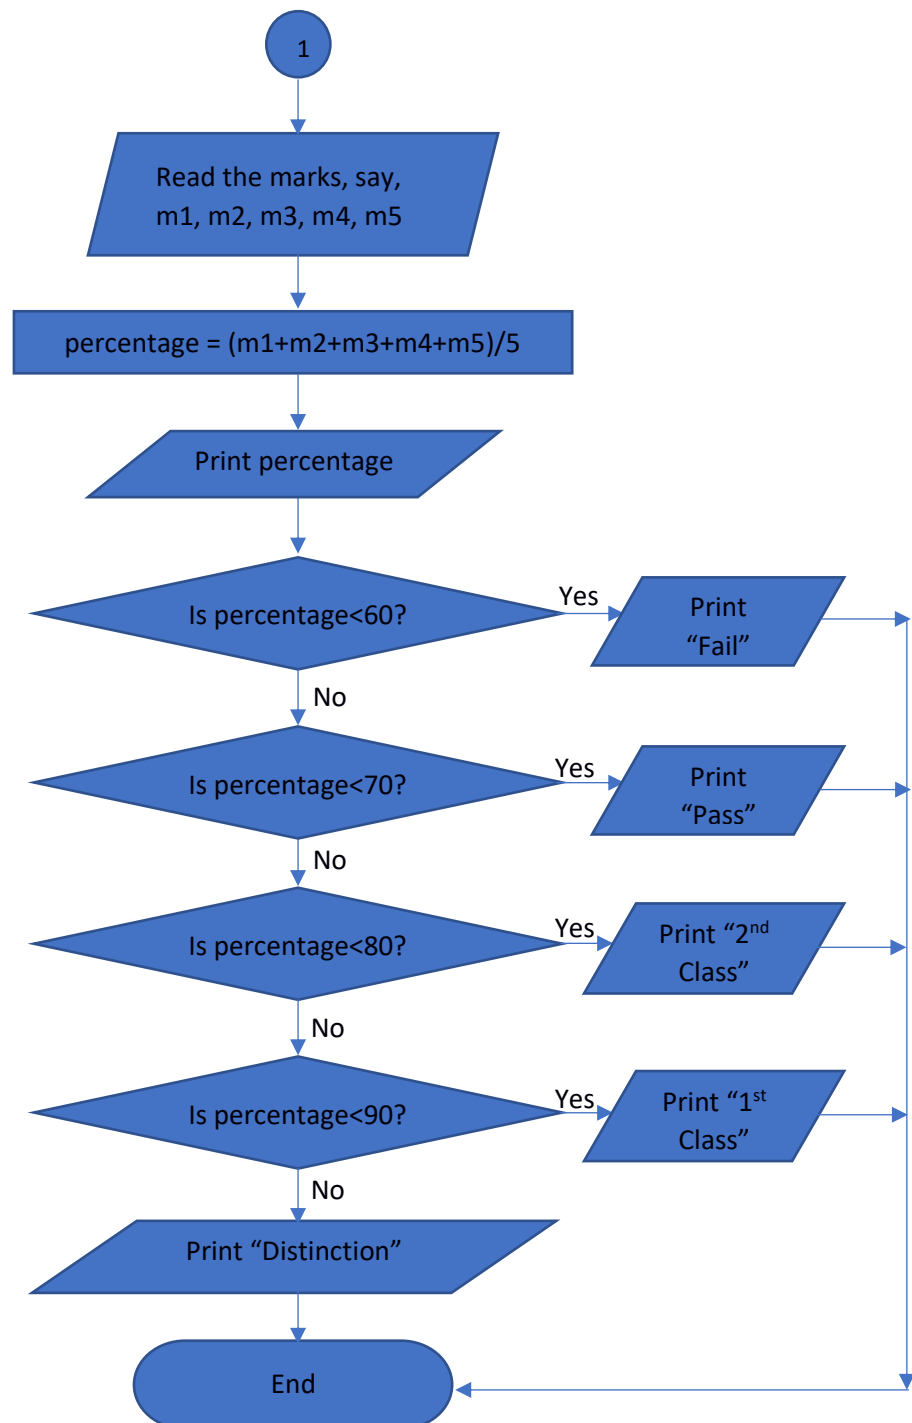 1
Read the marks, say,
m1, m2, m3, m4, m5
percentage = (m1+m2+m3+m4+m5)/5
Print percentage
Is percentage<60?
Yes
Print
“Fail”
No
Is percentage<70?
Yes
Print
“Pass”
No
Is percentage<80?
Yes
Print “2nd
Class”
No
Is percentage<90?
Yes
Print “1st
Class”
No
Print “Distinction”
End